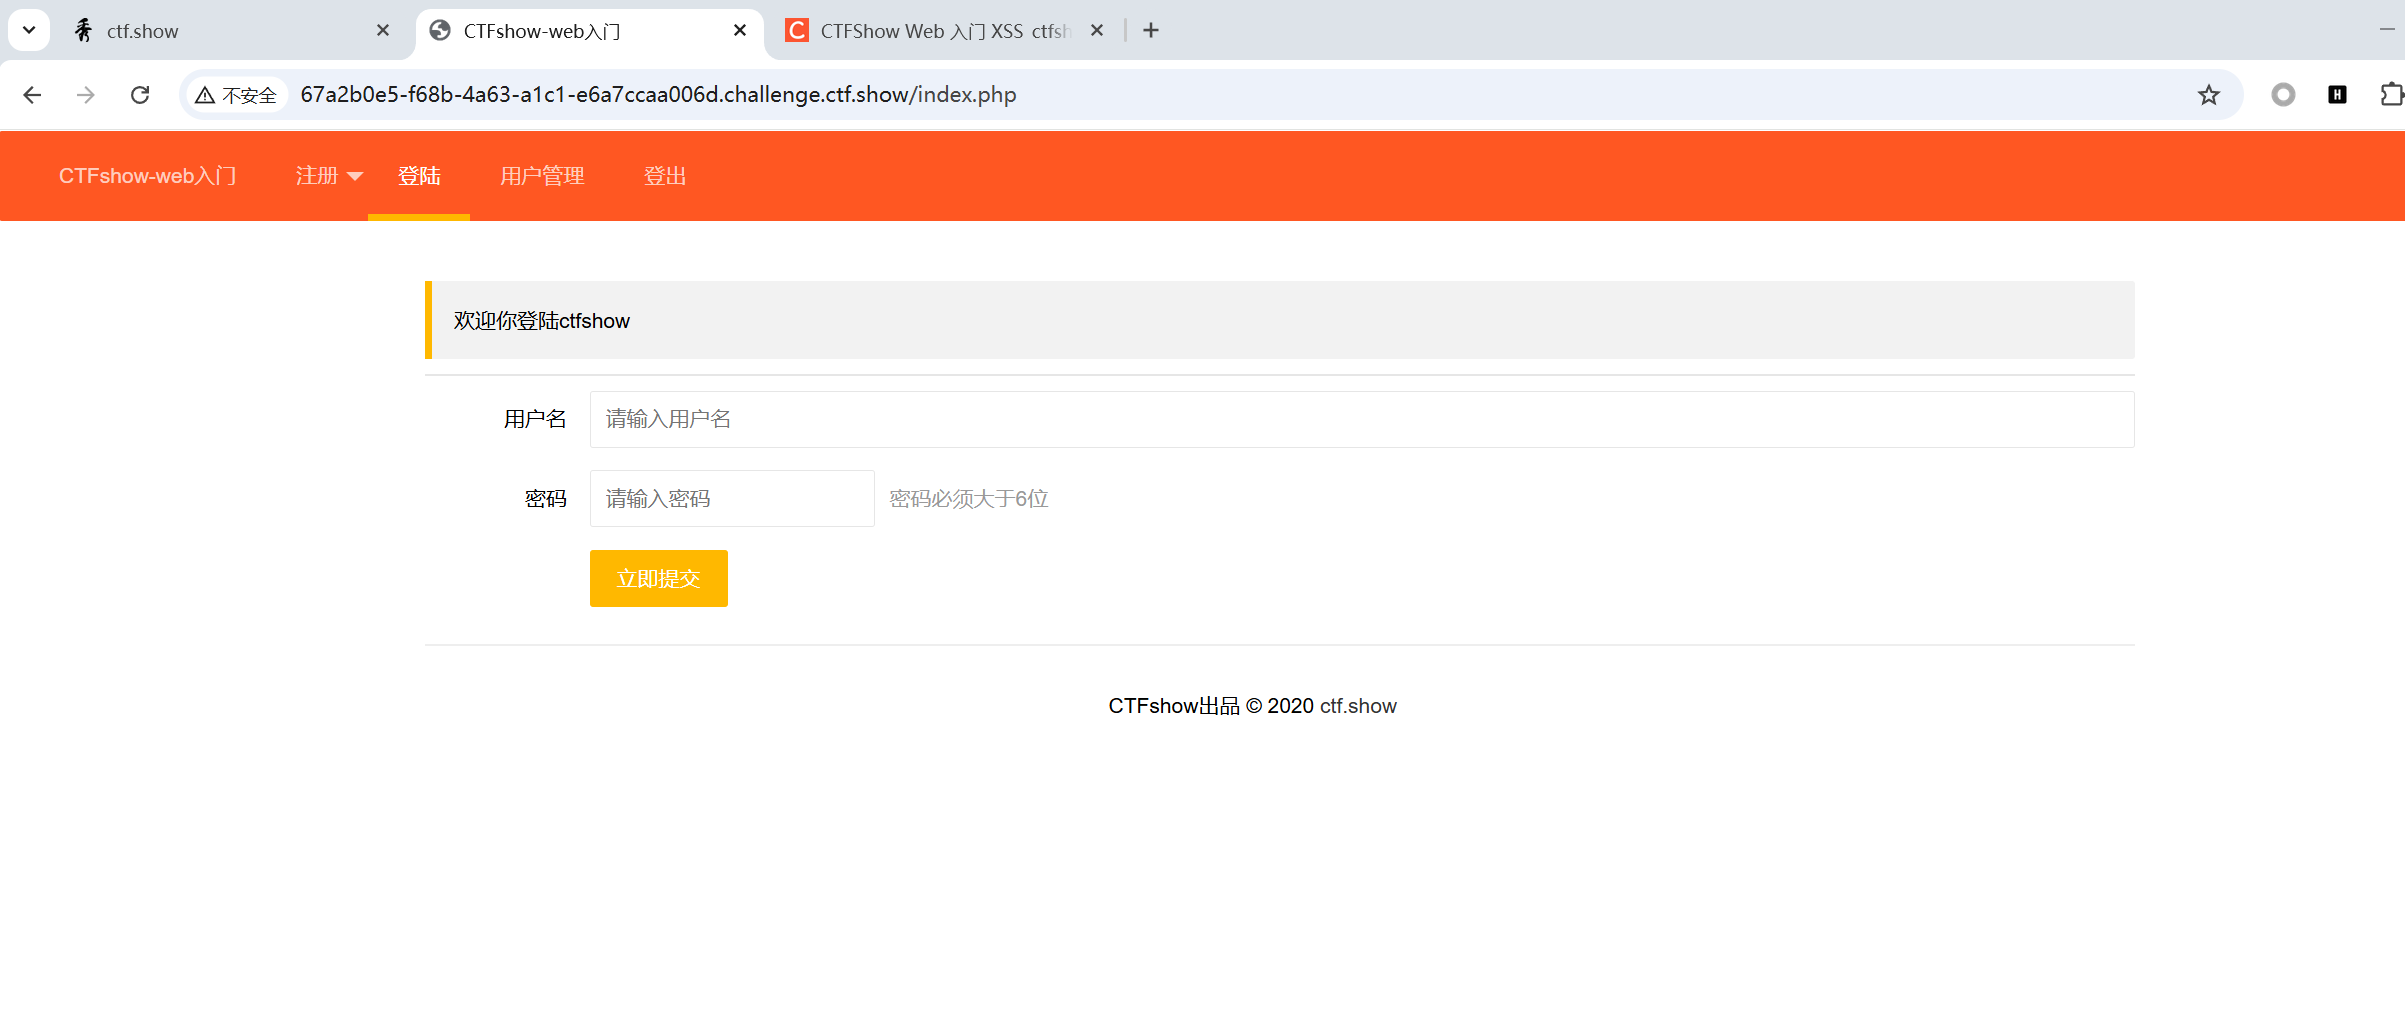 ctf.show
CTFshow-web入门
CTFShow Web 入门 XSS ctfsh
不安全
67a2b0e5-f68b-4a63-a1c1-e6a7ccaa006d.challenge.ctf.show/index.php
CTFshow-web入门 注册 登陆 用户管理 登出
欢迎你登陆ctfshow
用户名 请输入用户名
密码 请输入密码 密码必须大于6位
立即提交
CTFshow出品 © 2020 ctf.show